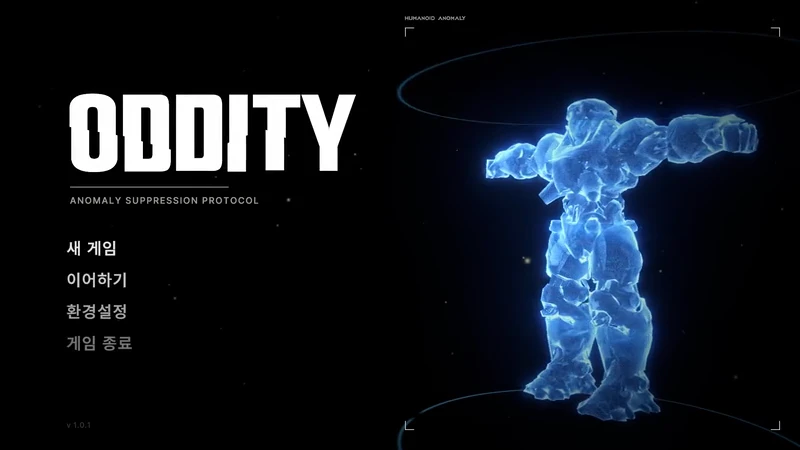 HUMANOID ANOMALY
ODDITY
ANOMALY SUPPRESSION PROTOCOL
새 게임
이어하기
환경설정
게임 종료
v 1.0.1